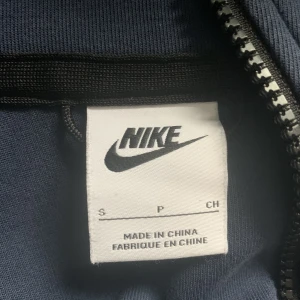 NIKE
S P CH
MADE IN CHINA
FABRIQUE EN CHINE